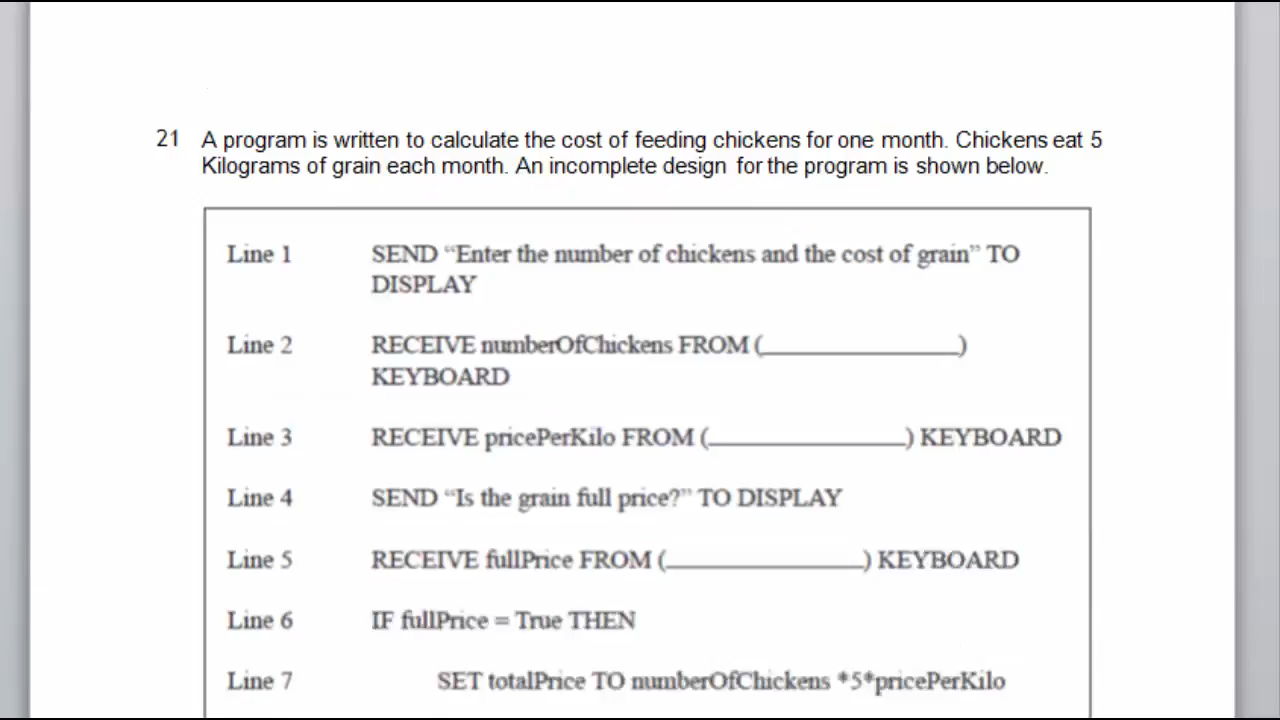 21 A program is written to calculate the cost of feeding chickens for one month. Chickens eat 5
Kilograms of grain each month. An incomplete design for the program is shown below.
Line 1 SEND “Enter the number of chickens and the cost of grain” TO
DISPLAY
Line 2 RECEIVE numberOfChickens FROM (__________________)
KEYBOARD
Line 3 RECEIVE pricePerKilo FROM (__________________) KEYBOARD
Line 4 SEND “Is the grain full price?” TO DISPLAY
Line 5 RECEIVE fullPrice FROM (__________________) KEYBOARD
Line 6 IF fullPrice = True THEN
Line 7 SET totalPrice TO numberOfChickens *5*pricePerKilo